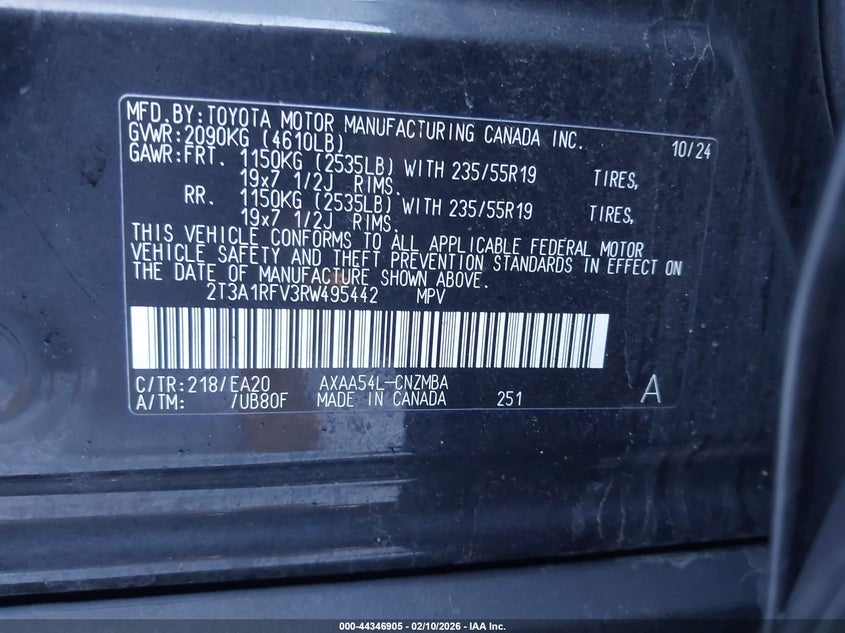 MFD.BY:TOYOTA MOTOR MANUFACTURING CANADA INC.
GVWR:2090KG (4610LB) 10/24
GAWR:FRT. 1150KG (2535LB) WITH 235/55R19 TIRES,
19x7 1/2J RIMS.
RR. 1150KG (2535LB) WITH 235/55R19 TIRES,
19x7 1/2J RIMS.
THIS VEHICLE CONFORMS TO ALL APPLICABLE FEDERAL MOTOR
VEHICLE SAFETY AND THEFT PREVENTION STANDARDS IN EFFECT ON
THE DATE OF MANUFACTURE SHOWN ABOVE.
2T3A1RFV3RW495442 MPV
C/TR:218/EA20 AXAA54L-CNZMBA
A/TM: /UB80F MADE IN CANADA 251 A
000-44346905 | 02/10/2026 | IAA Inc.